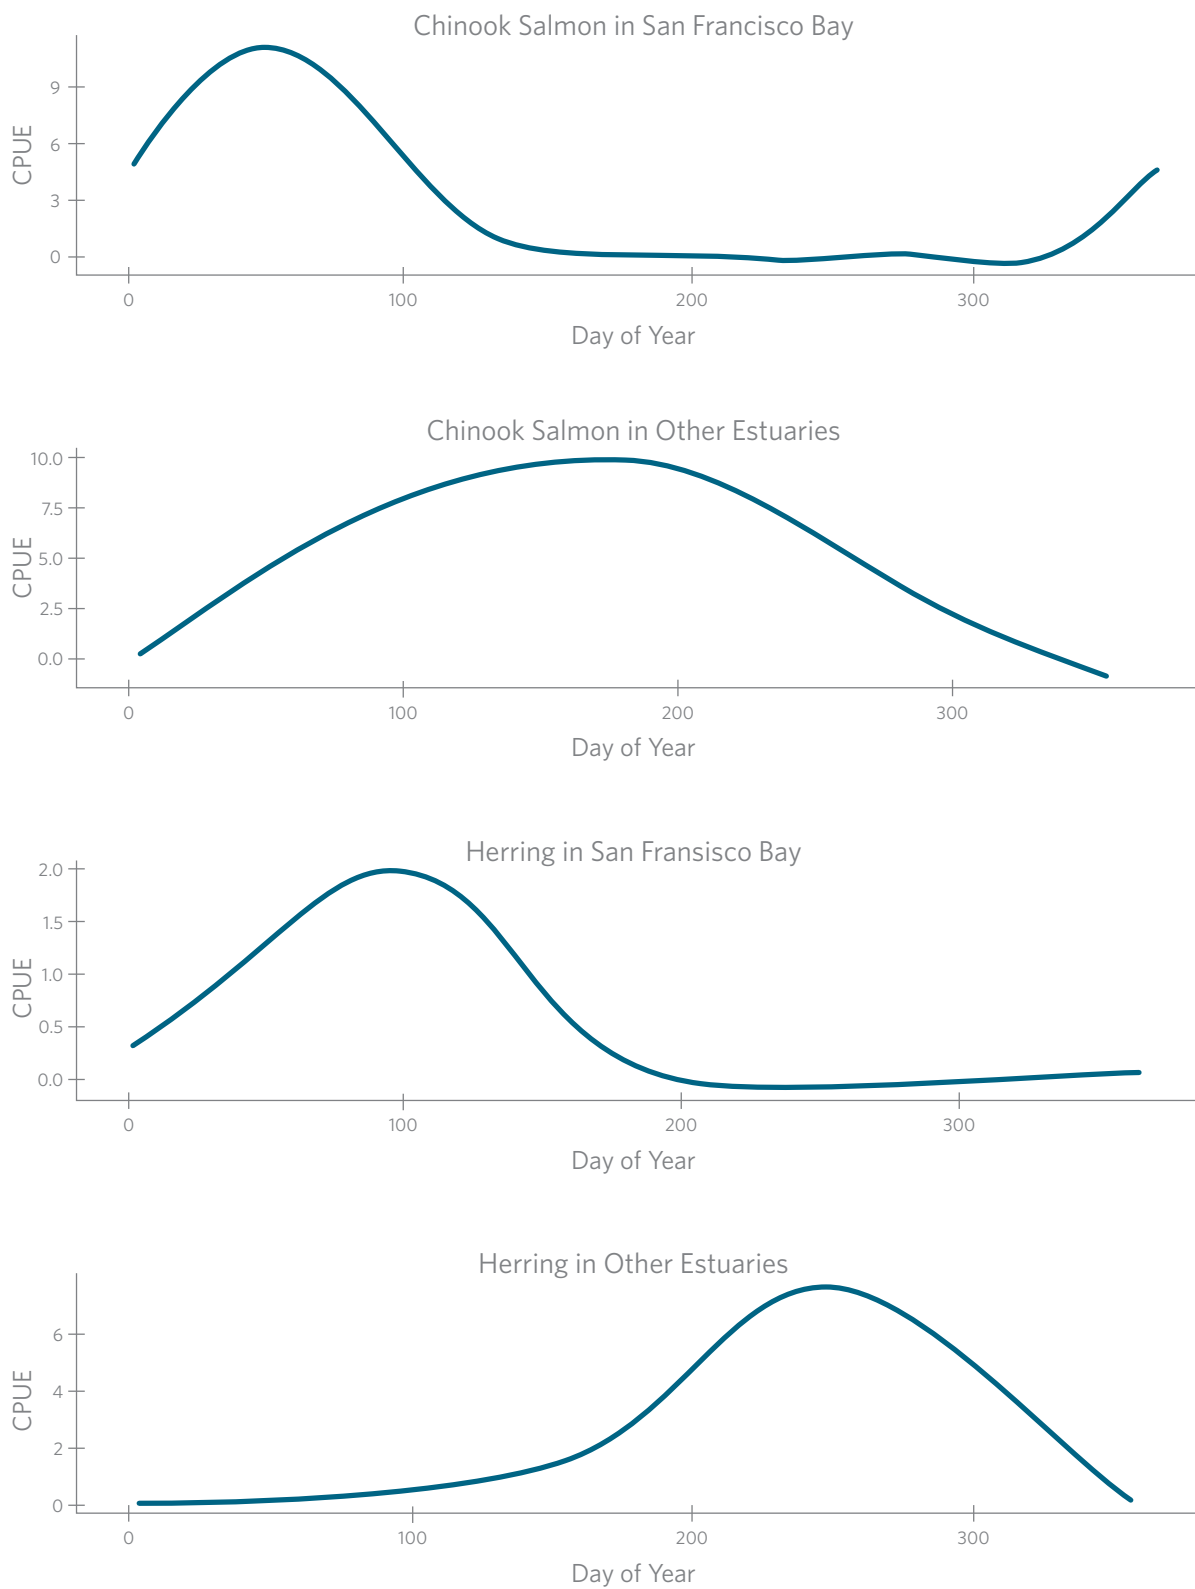 Chinook Salmon in San Francisco Bay
CPUE
9
6
3
0
0 100 200 300
Day of Year
Chinook Salmon in Other Estuaries
CPUE
10.0
7.5
5.0
2.5
0.0
0 100 200 300
Day of Year
Herring in San Fransisco Bay
CPUE
2.0
1.5
1.0
0.5
0.0
0 100 200 300
Day of Year
Herring in Other Estuaries
CPUE
6
4
2
0
0 100 200 300
Day of Year